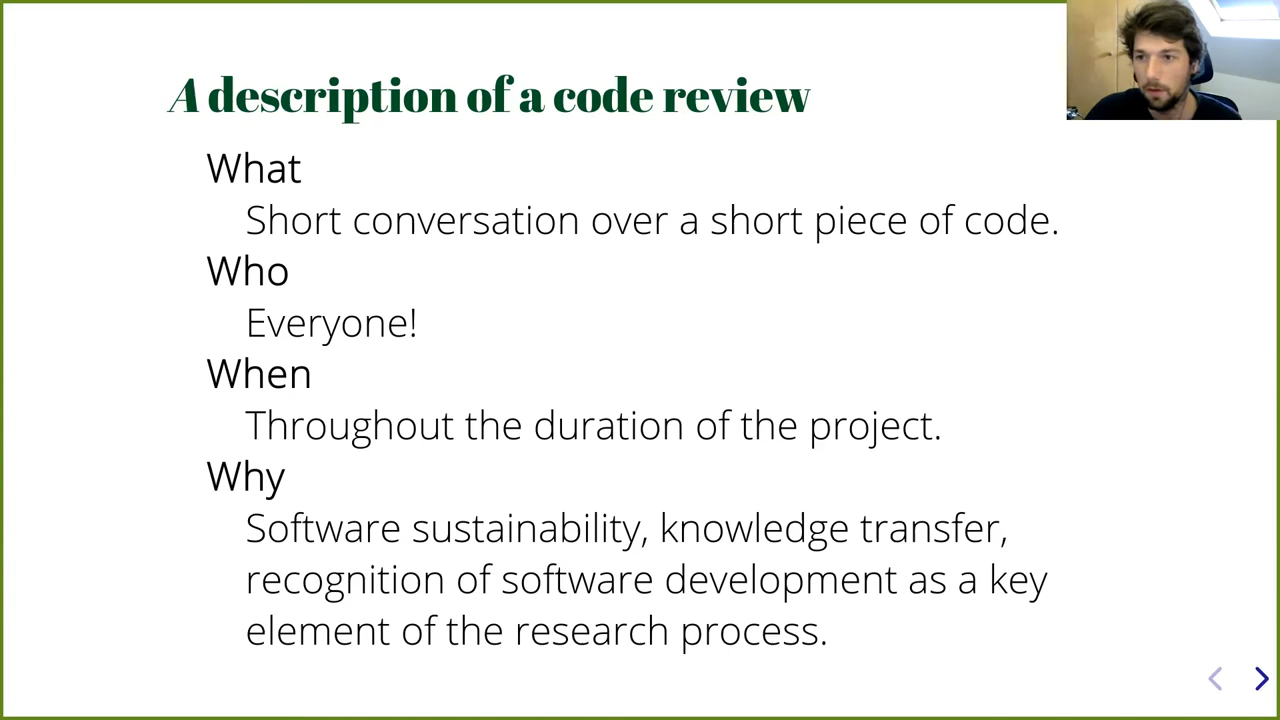 A description of a code review
What
Short conversation over a short piece of code.
Who
Everyone!
When
Throughout the duration of the project.
Why
Software sustainability, knowledge transfer,
recognition of software development as a key
element of the research process.